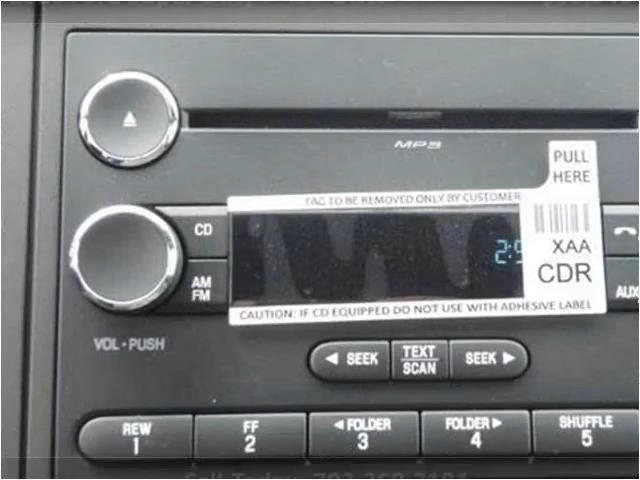 MP3
PULL
HERE
TAG TO BE REMOVED ONLY BY CUSTOMER
CD
XAA
CDR
AM
FM
AUX
CAUTION: IF CD EQUIPPED DO NOT USE WITH ADHESIVE LABEL
VOL • PUSH
◄ SEEK
TEXT
SCAN
SEEK ►
REW
1
FF
2
◄ FOLDER
3
FOLDER ►
4
SHUFFLE
5